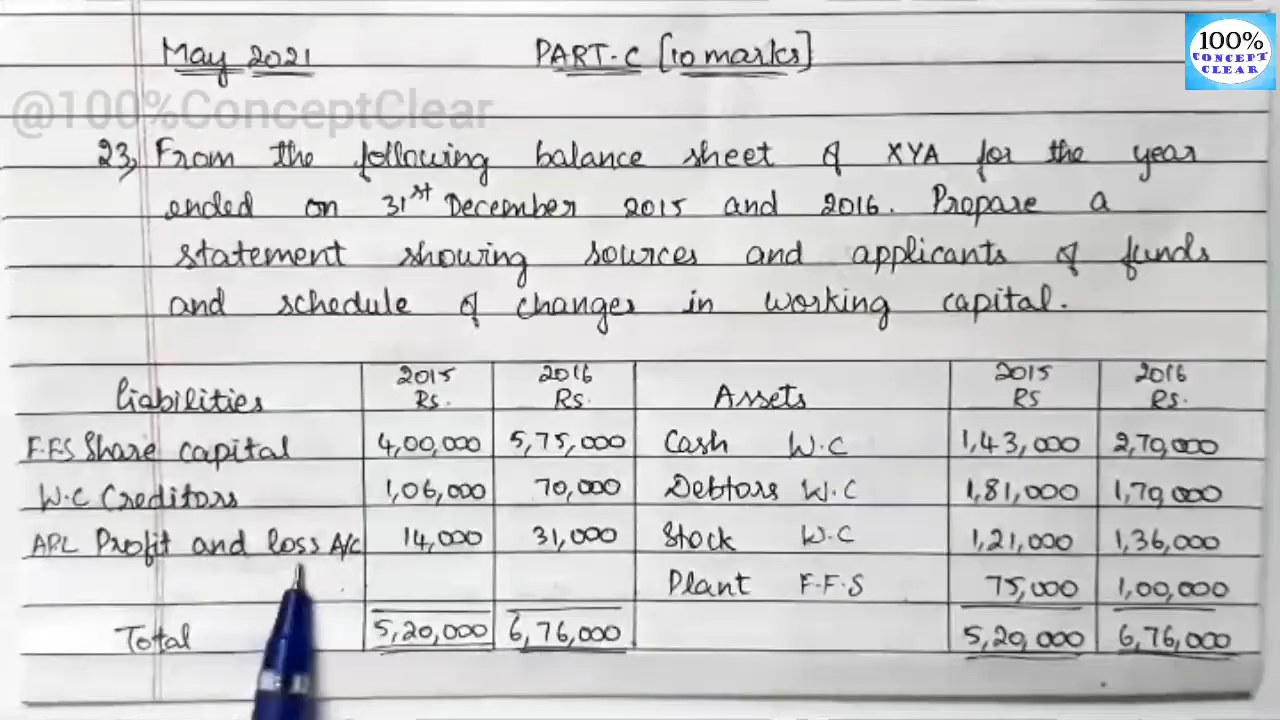 May 2021 PART-C [10 marks]
100%
CONCEPT
CLEAR
@100%ConceptClear
23, From the following balance sheet of XYA for the year
ended on 31st December 2015 and 2016. Prepare a
statement showing sources and applicants of funds
and schedule of changes in working capital.
Liabilities 2015 Rs. 2016 Rs. Assets 2015 Rs 2016 Rs.
F.F.S Share capital 4,00,000 5,75,000 Cash W.C 1,43,000 2,70,000
W.C Creditors 1,06,000 70,000 Debtors W.C 1,81,000 1,70,000
APL Profit and loss A/C 14,000 31,000 Stock W.C 1,21,000 1,36,000
Plant F.F.S 75,000 1,00,000
Total 5,20,000 6,76,000 5,20,000 6,76,000